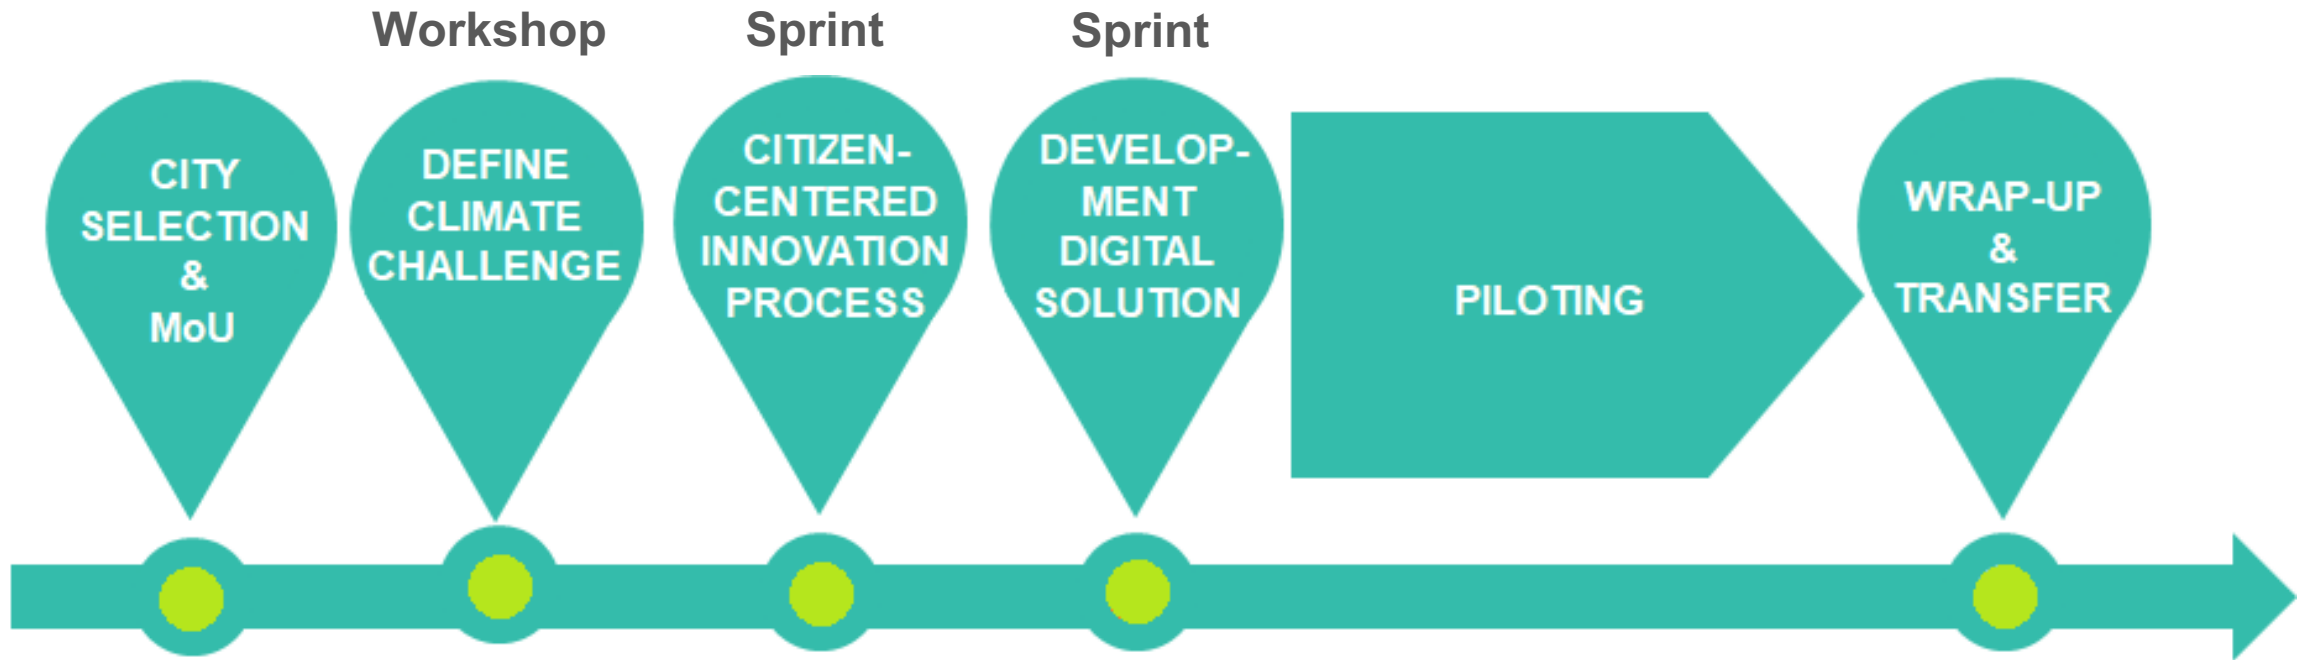 Workshop
Sprint
Sprint
CITY
SELECTION
&
MoU
DEFINE
CLIMATE
CHALLENGE
CITIZEN-
CENTERED
INNOVATION
PROCESS
DEVELOP-
MENT
DIGITAL
SOLUTION
PILOTING
WRAP-UP
&
TRANSFER